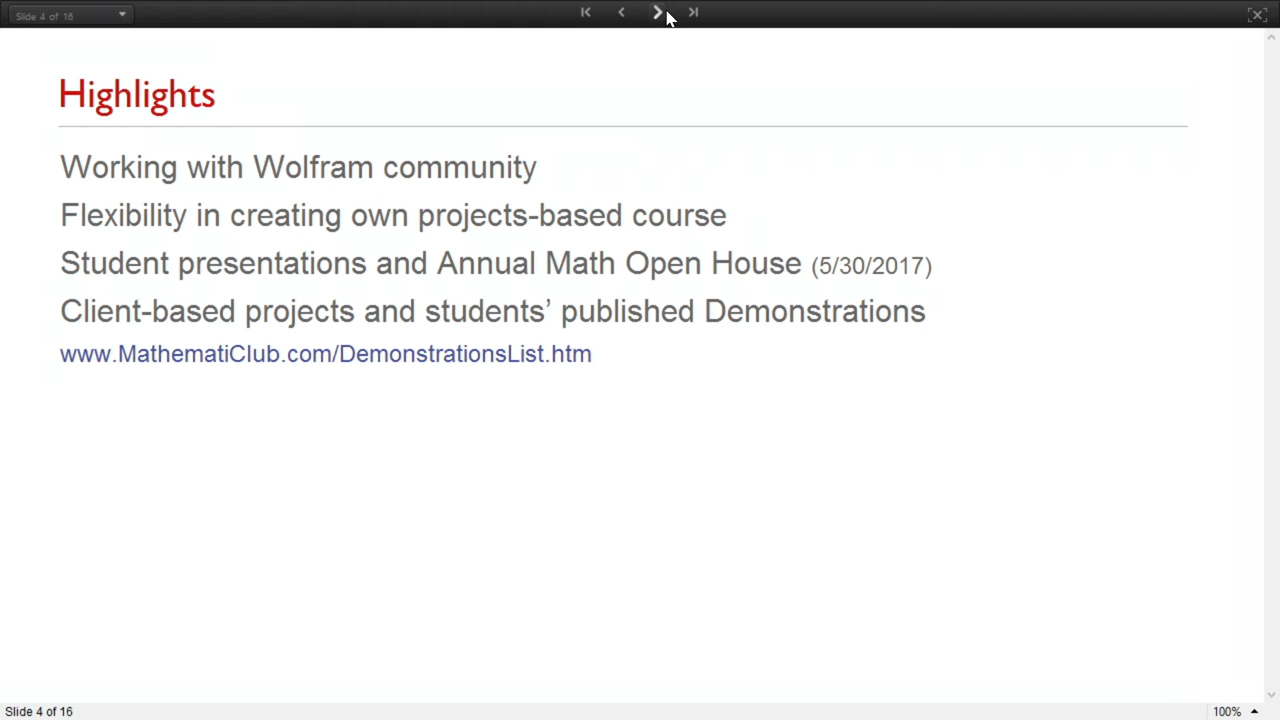 Slide 4 of 16
Highlights
Working with Wolfram community
Flexibility in creating own projects-based course
Student presentations and Annual Math Open House (5/30/2017)
Client-based projects and students’ published Demonstrations
www.MathematiClub.com/DemonstrationsList.htm
Slide 4 of 16 100%